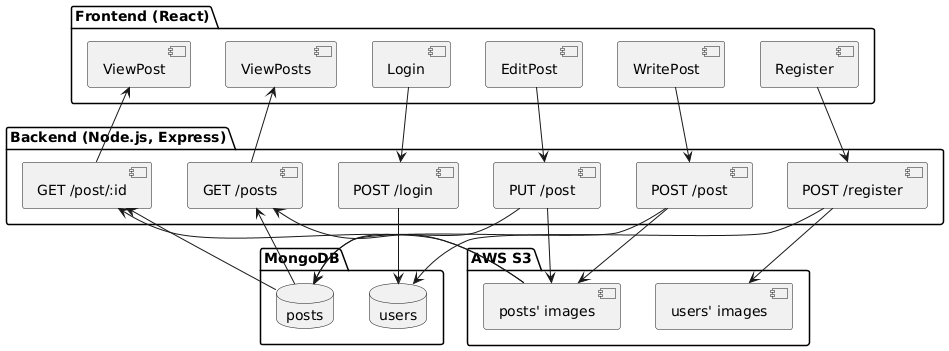 Frontend (React)
ViewPost
ViewPosts
Login
EditPost
WritePost
Register
Backend (Node.js, Express)
GET /post/:id
GET /posts
POST /login
PUT /post
POST /post
POST /register
MongoDB
posts
users
AWS S3
posts' images
users' images